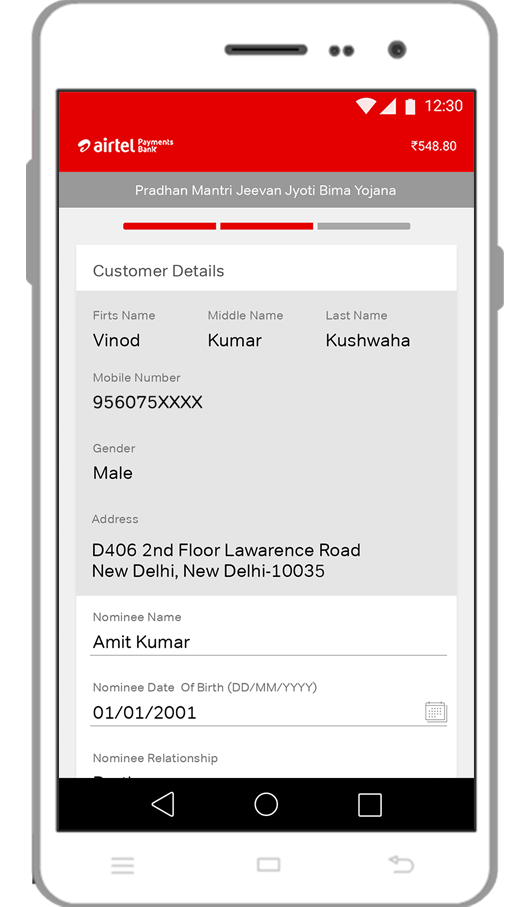 12:30
airtel Payments Bank
₹548.80
Pradhan Mantri Jeevan Jyoti Bima Yojana
Customer Details
Firts Name Middle Name Last Name
Vinod Kumar Kushwaha
Mobile Number
956075XXXX
Gender
Male
Address
D406 2nd Floor Lawarence Road
New Delhi, New Delhi-10035
Nominee Name
Amit Kumar
Nominee Date Of Birth (DD/MM/YYYY)
01/01/2001
Nominee Relationship